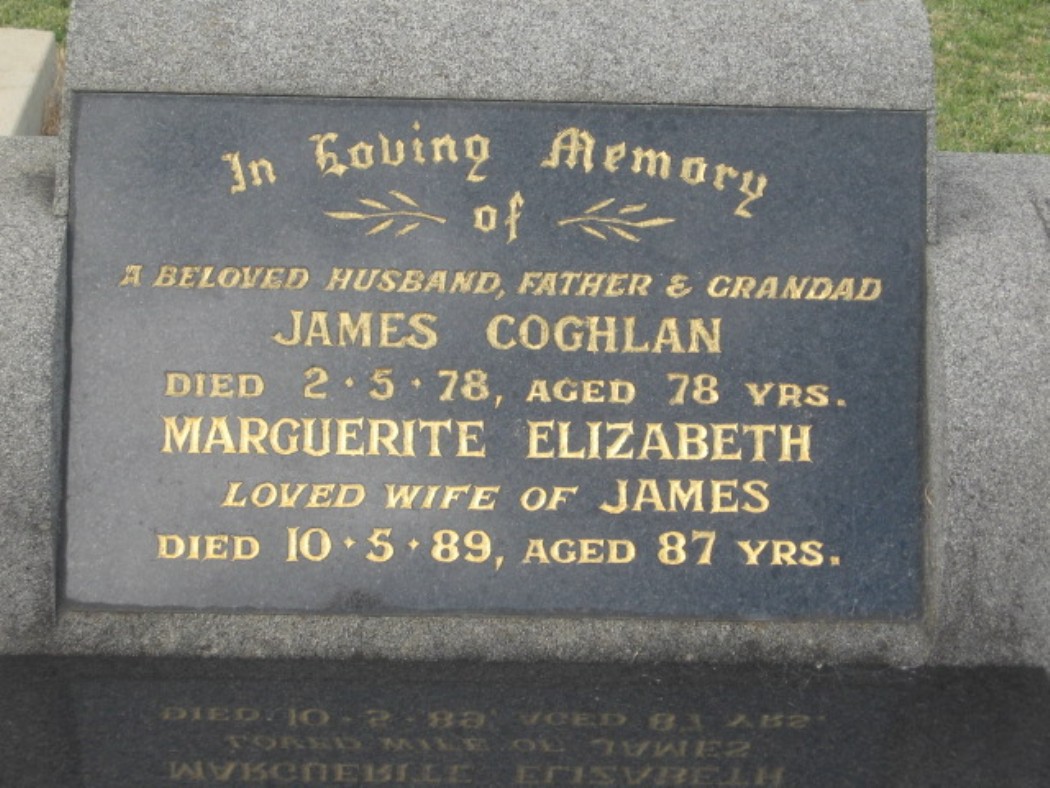 In Loving Memory
of
A BELOVED HUSBAND, FATHER & GRANDAD
JAMES COGHLAN
DIED 2·5·78, AGED 78 YRS.
MARGUERITE ELIZABETH
LOVED WIFE OF JAMES
DIED 10·5·89, AGED 87 YRS.